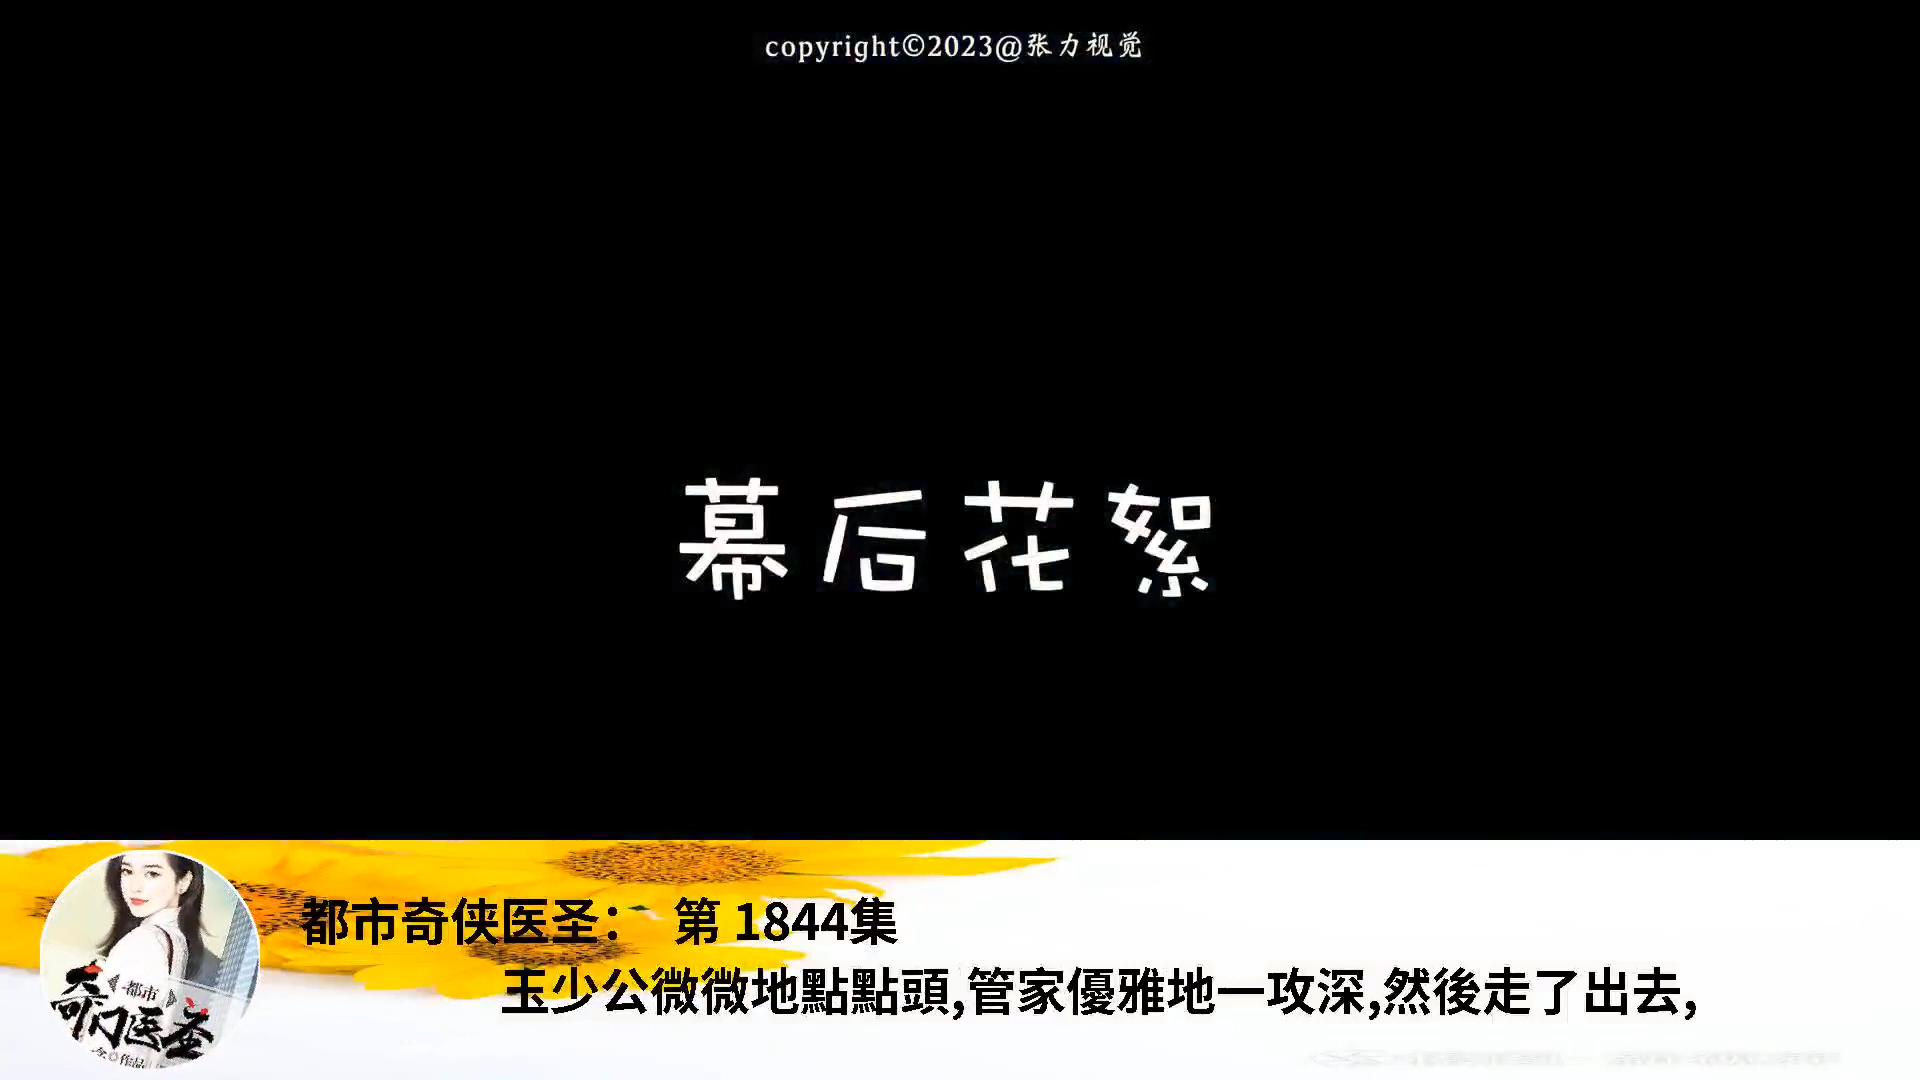 copyright©2023@张力视觉
幕后花絮
都市奇侠医圣： 第 1844集
玉少公微微地點點頭,管家優雅地一攻深,然後走了出去,
都市
奇门医圣
作品